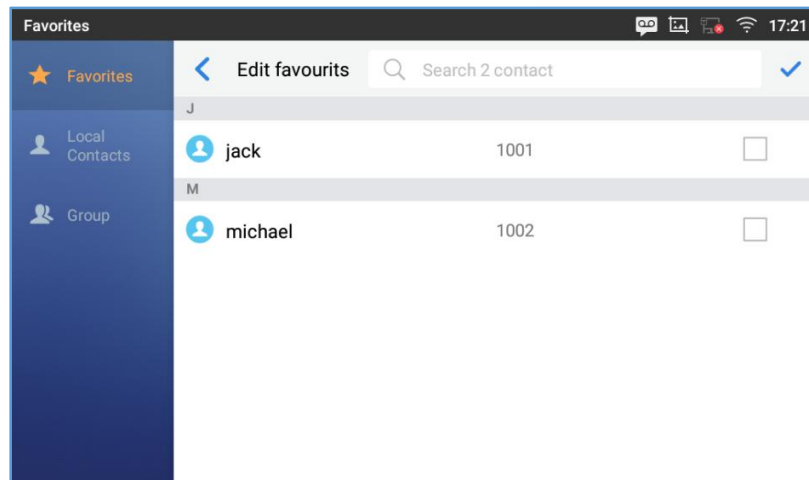 Favorites
17:21
Favorites
Local
Contacts
Group
Edit favourits
Search 2 contact
J
jack 1001
M
michael 1002